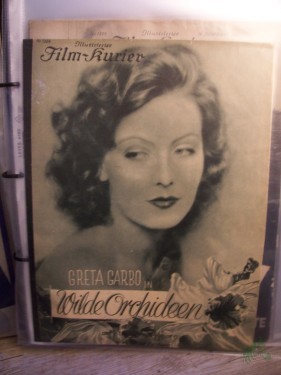 Illustrierter
Film-Kurier
GRETA GARBO IN
Wilde Orchideen